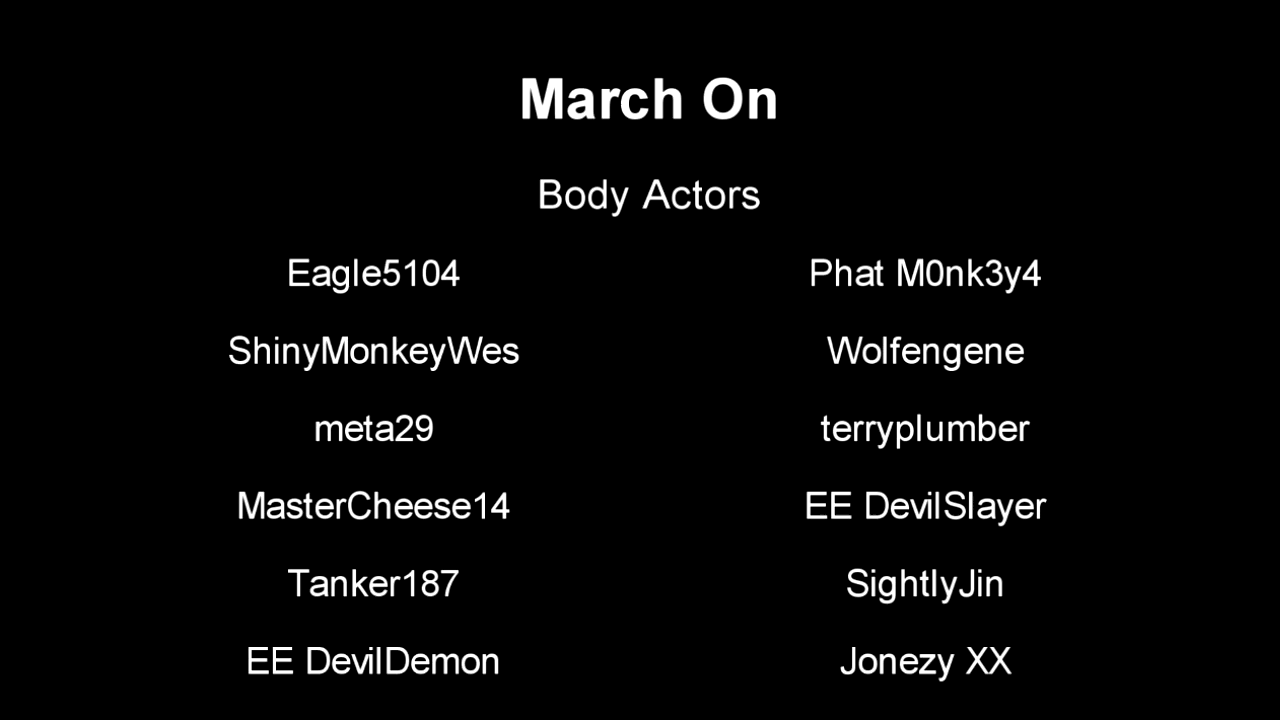 March On
Body Actors
Eagle5104 Phat M0nk3y4
ShinyMonkeyWes Wolfengene
meta29 terryplumber
MasterCheese14 EE DevilSlayer
Tanker187 SightlyJin
EE DevilDemon Jonezy XX